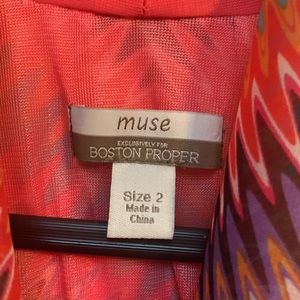 muse
EXCLUSIVELY FOR
BOSTON PROPER
Size 2
Made in
China